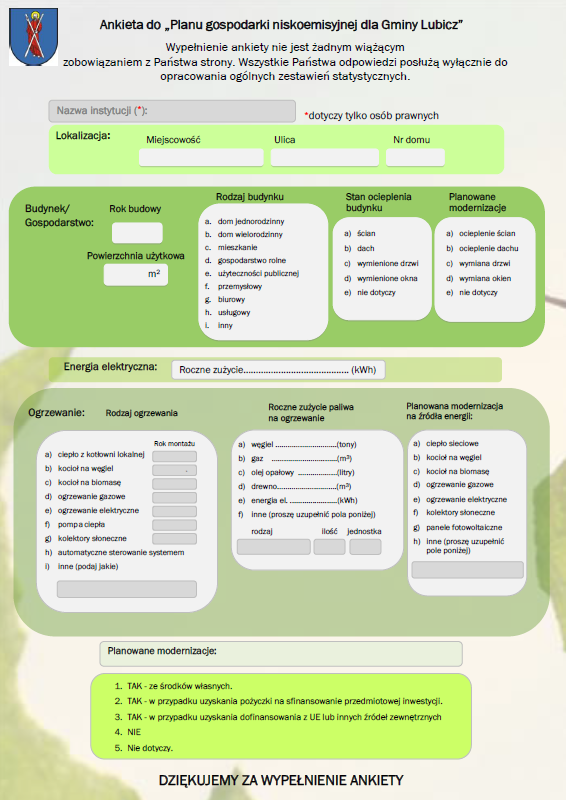 Ankieta do „Planu gospodarki niskoemisyjnej dla Gminy Lubicz”
Wypełnienie ankiety nie jest żadnym wiążącym
zobowiązaniem z Państwa strony. Wszystkie Państwa odpowiedzi posłużą wyłącznie do
opracowania ogólnych zestawień statystycznych.
Nazwa instytucji (*):
*dotyczy tylko osób prawnych
Lokalizacja:
Miejscowość
Ulica
Nr domu
Budynek/
Gospodarstwo:
Rok budowy
Powierzchnia użytkowa
m²
Rodzaj budynku
a. dom jednorodzinny
b. dom wielorodzinny
c. mieszkanie
d. gospodarstwo rolne
e. użyteczności publicznej
f. przemysłowy
g. biurowy
h. usługowy
i. inny
Stan ocieplenia
budynku
a) ścian
b) dach
c) wymienione drzwi
d) wymienione okna
e) nie dotyczy
Planowane
modernizacje
a) ocieplenie ścian
b) ocieplenie dachu
c) wymiana drzwi
d) wymiana okien
e) nie dotyczy
Energia elektryczna:
Roczne zużycie............................................. (kWh)
Ogrzewanie:
Rodzaj ogrzewania
Rok montażu
a) ciepło z kotłowni lokalnej
b) kocioł na węgiel
c) kocioł na biomasę
d) ogrzewanie gazowe
e) ogrzewanie elektryczne
f) pompa ciepła
g) kolektory słoneczne
h) automatyczne sterowanie systemem
i) inne (podaj jakie)
Roczne zużycie paliwa
na ogrzewanie
a) węgiel ..........................(tony)
b) gaz ............................(m³)
c) olej opałowy ..................(litry)
d) drewno.........................(m³)
e) energia el. ....................(kWh)
f) inne (proszę uzupełnić pola poniżej)
rodzaj ilość jednostka
Planowana modernizacja
na źródła energii:
a) ciepło sieciowe
b) kocioł na węgiel
c) kocioł na biomasę
d) ogrzewanie gazowe
e) ogrzewanie elektryczne
f) kolektory słoneczne
g) panele fotowoltaiczne
h) inne (proszę uzupełnić
pole poniżej)
Planowane modernizacje:
1. TAK - ze środków własnych.
2. TAK - w przypadku uzyskania pożyczki na sfinansowanie przedmiotowej inwestycji.
3. TAK - w przypadku uzyskania dofinansowania z UE lub innych źródeł zewnętrznych
4. NIE
5. Nie dotyczy.
DZIĘKUJEMY ZA WYPEŁNIENIE ANKIETY